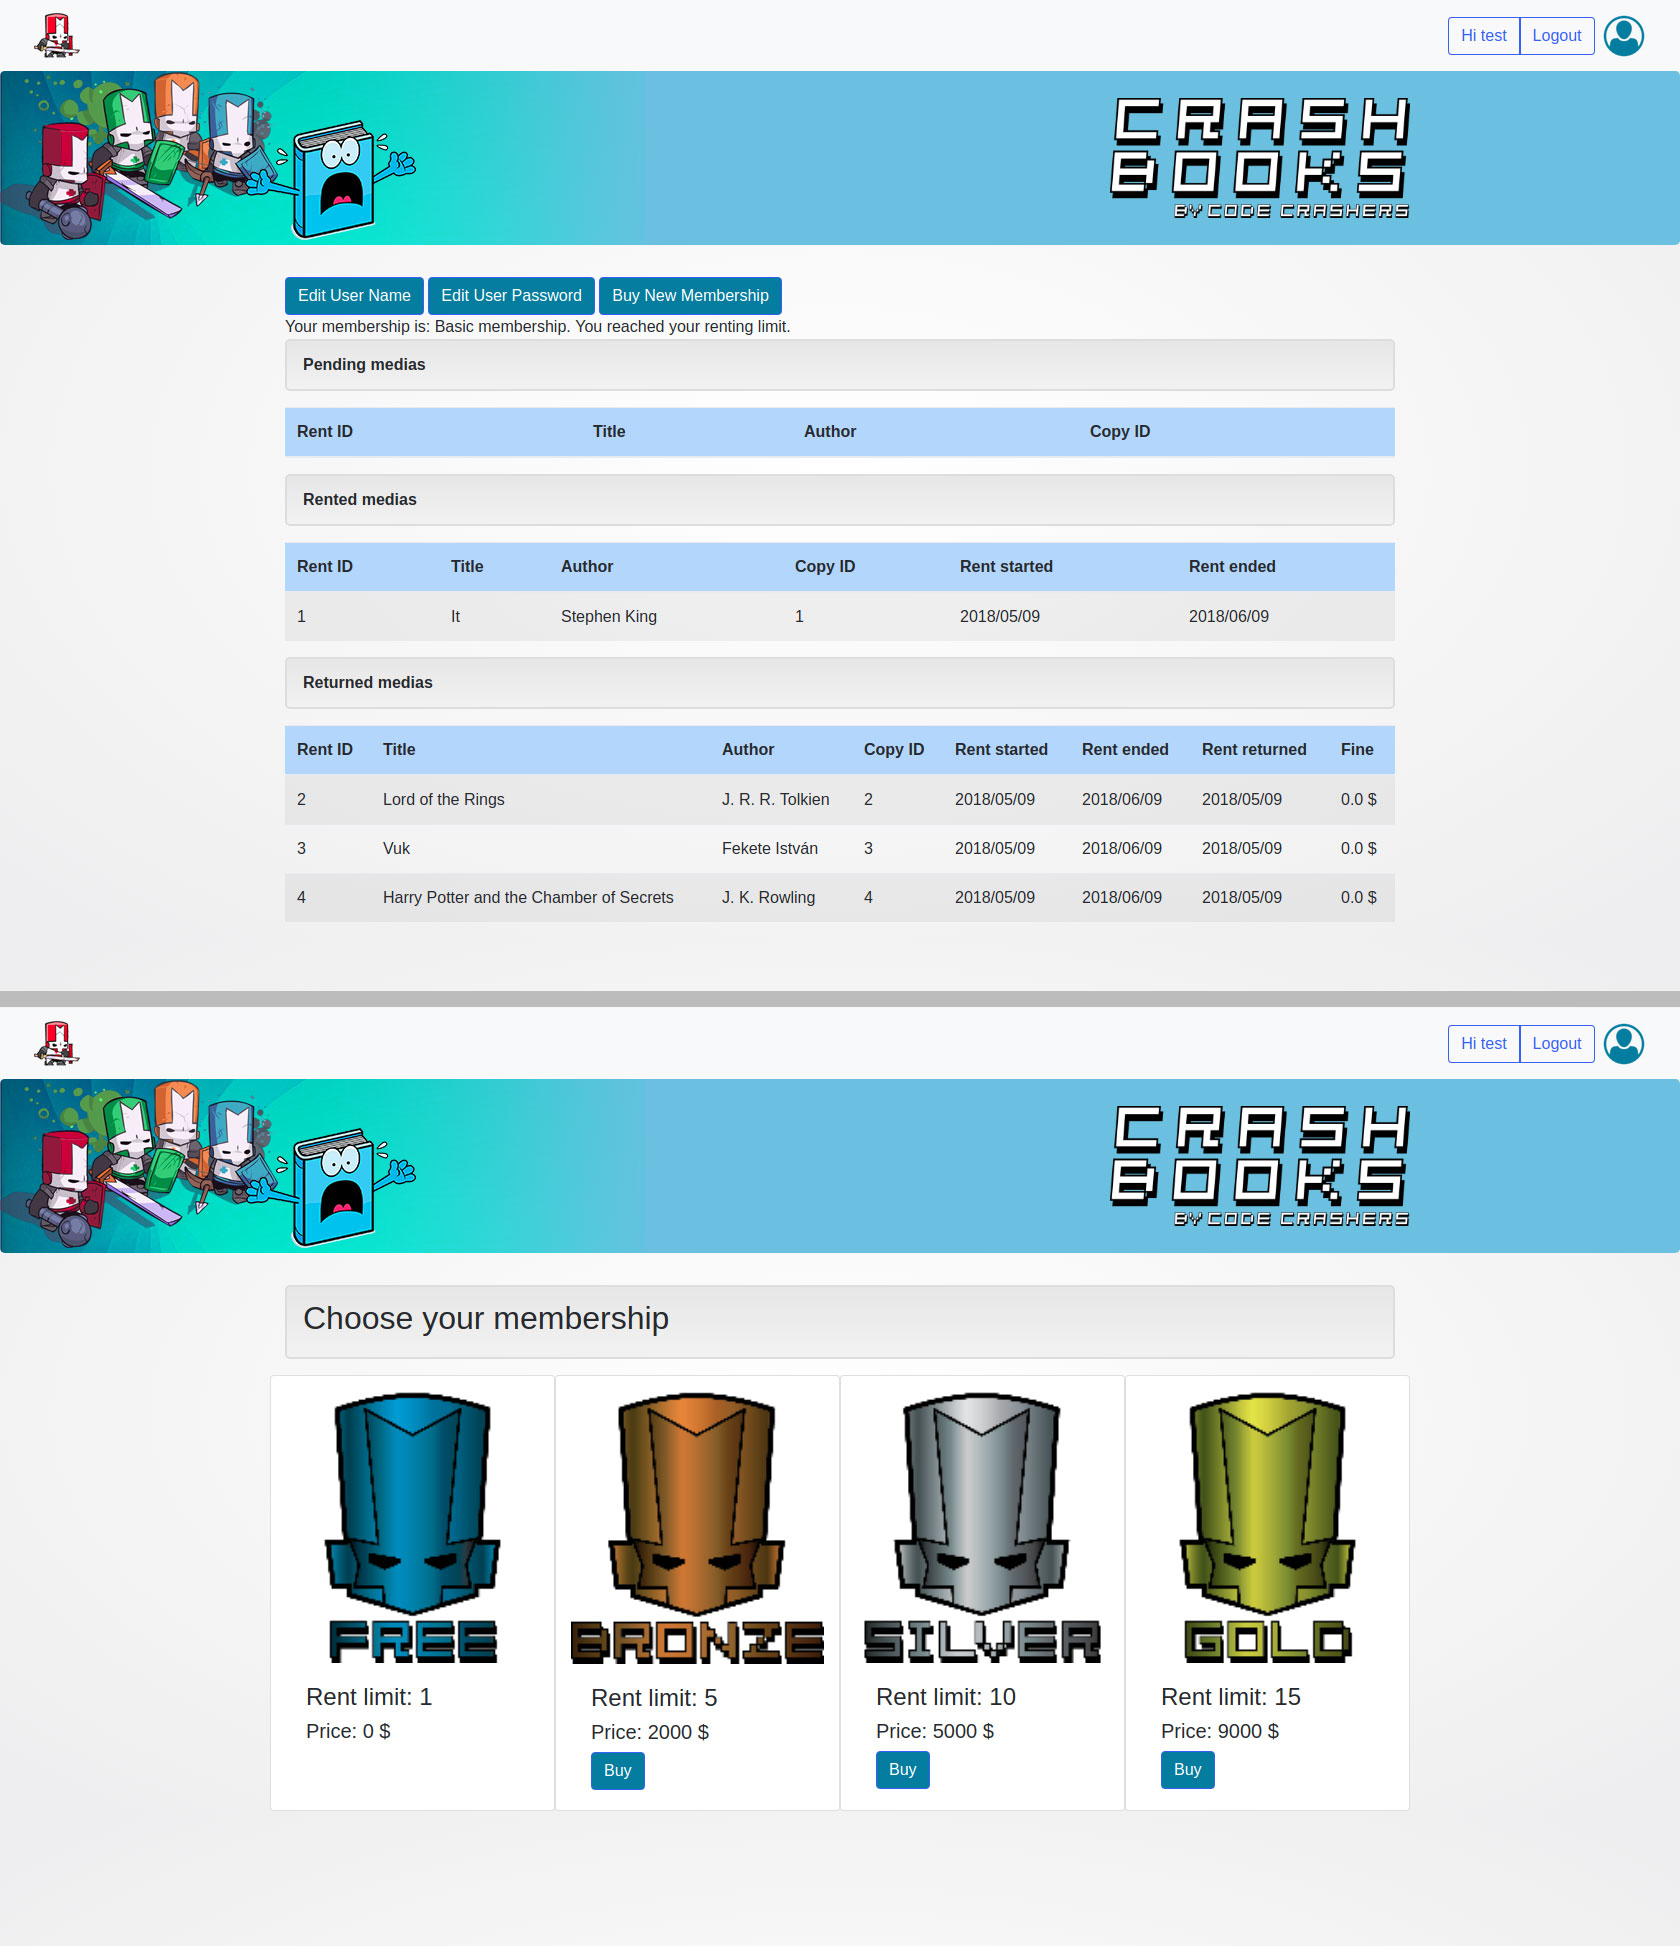 Hi test Logout
CRASH
BOOKS
BY CODE CRASHERS
Edit User Name Edit User Password Buy New Membership
Your membership is: Basic membership. You reached your renting limit.
Pending medias
Rent ID Title Author Copy ID
Rented medias
Rent ID Title Author Copy ID Rent started Rent ended
1 It Stephen King 1 2018/05/09 2018/06/09
Returned medias
Rent ID Title Author Copy ID Rent started Rent ended Rent returned Fine
2 Lord of the Rings J. R. R. Tolkien 2 2018/05/09 2018/06/09 2018/05/09 0.0 $
3 Vuk Fekete István 3 2018/05/09 2018/06/09 2018/05/09 0.0 $
4 Harry Potter and the Chamber of Secrets J. K. Rowling 4 2018/05/09 2018/06/09 2018/05/09 0.0 $
Hi test Logout
CRASH
BOOKS
BY CODE CRASHERS
Choose your membership
FREE BRONZE SILVER GOLD
Rent limit: 1 Rent limit: 5 Rent limit: 10 Rent limit: 15
Price: 0 $ Price: 2000 $ Price: 5000 $ Price: 9000 $
Buy Buy Buy